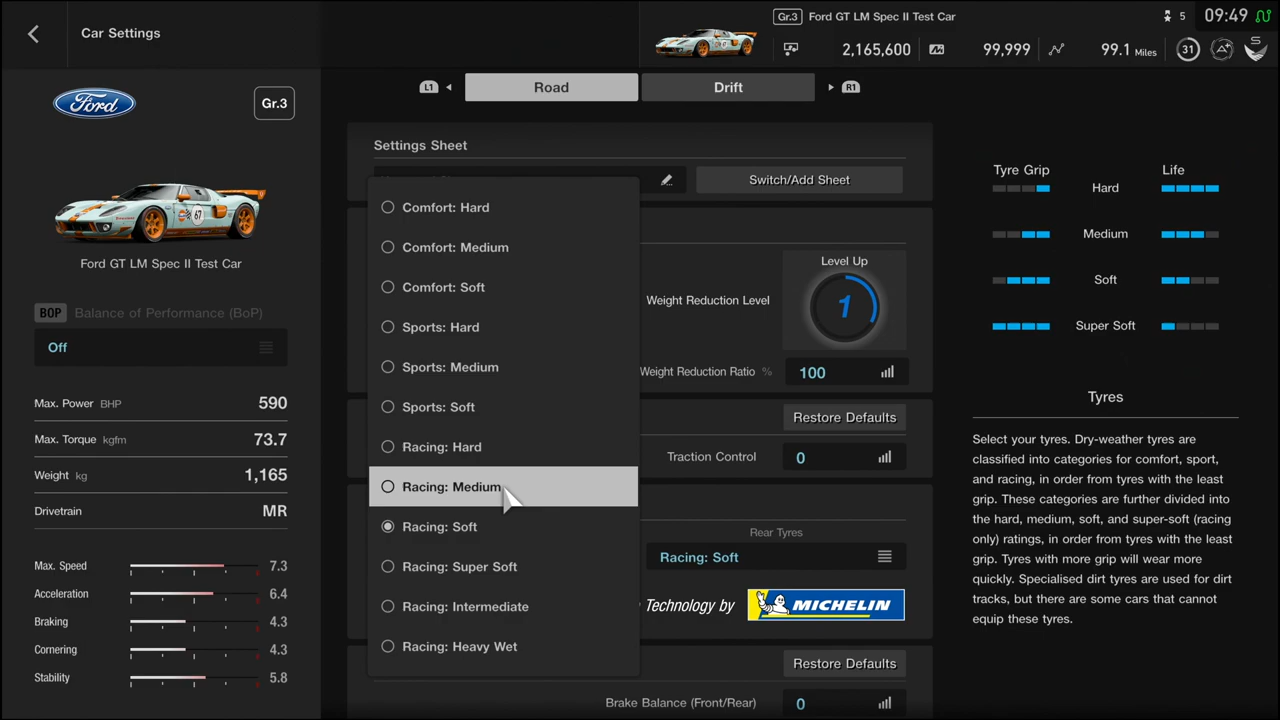 Car Settings
Gr.3 Ford GT LM Spec II Test Car
5
09:49
2,165,600
99,999
99.1 Miles
31
S
Ford
Gr.3
Ford GT LM Spec II Test Car
BOP Balance of Performance (BoP)
Off
Max. Power BHP 590
Max. Torque kgfm 73.7
Weight kg 1,165
Drivetrain MR
Max. Speed 7.3
Acceleration 6.4
Braking 4.3
Cornering 4.3
Stability 5.8
L1 Road Drift R1
Settings Sheet
Switch/Add Sheet
Comfort: Hard
Comfort: Medium
Comfort: Soft
Sports: Hard
Sports: Medium
Sports: Soft
Racing: Hard
Racing: Medium
Racing: Soft
Racing: Super Soft
Racing: Intermediate
Racing: Heavy Wet
Level Up
Weight Reduction Level 1
Weight Reduction Ratio % 100
Restore Defaults
Traction Control 0
Rear Tyres
Racing: Soft
Technology by MICHELIN
Restore Defaults
Brake Balance (Front/Rear) 0
Tyre Grip Life
Hard
Medium
Soft
Super Soft
Tyres
Select your tyres. Dry-weather tyres are
classified into categories for comfort, sport,
and racing, in order from tyres with the least
grip. These categories are further divided into
the hard, medium, soft, and super-soft (racing
only) ratings, in order from tyres with the least
grip. Tyres with more grip will wear more
quickly. Specialised dirt tyres are used for dirt
tracks, but there are some cars that cannot
equip these tyres.